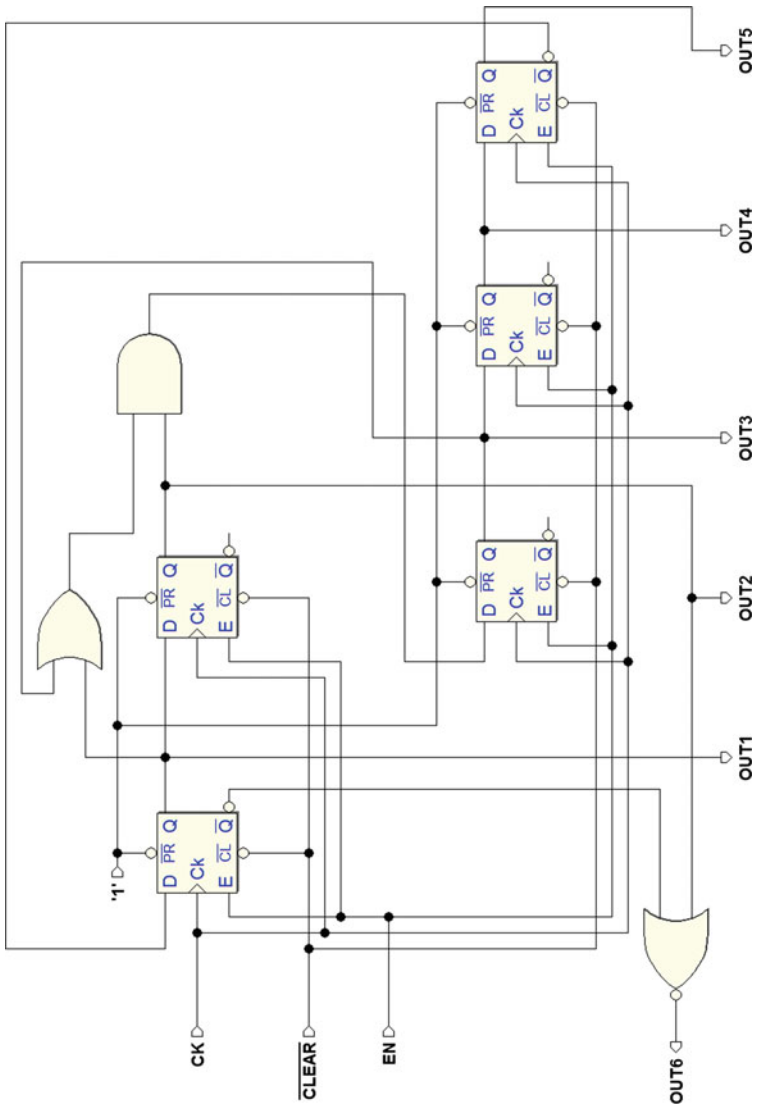 '1'
CK
CLEAR
EN
D PR Q
Ck
E CL Q
D PR Q
Ck
E CL Q
D PR Q
Ck
E CL Q
D PR Q
Ck
E CL Q
D PR Q
Ck
E CL Q
OUT6
OUT1
OUT2
OUT3
OUT4
OUT5